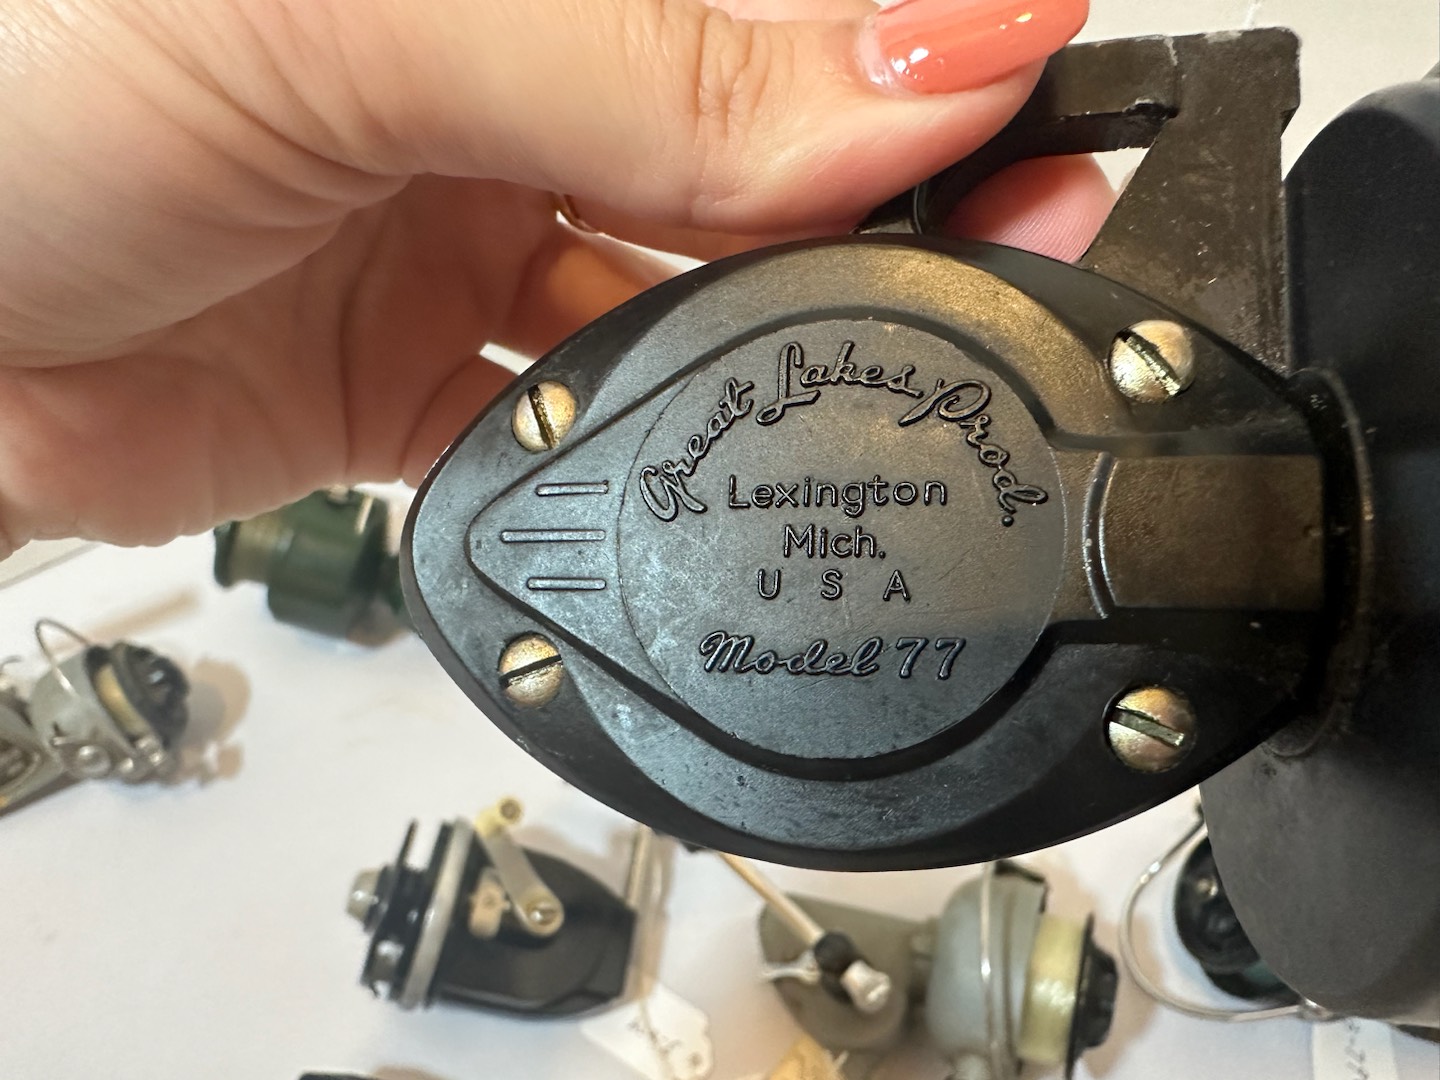 Great Lakes Prod.
Lexington
Mich.
U S A
Model 77